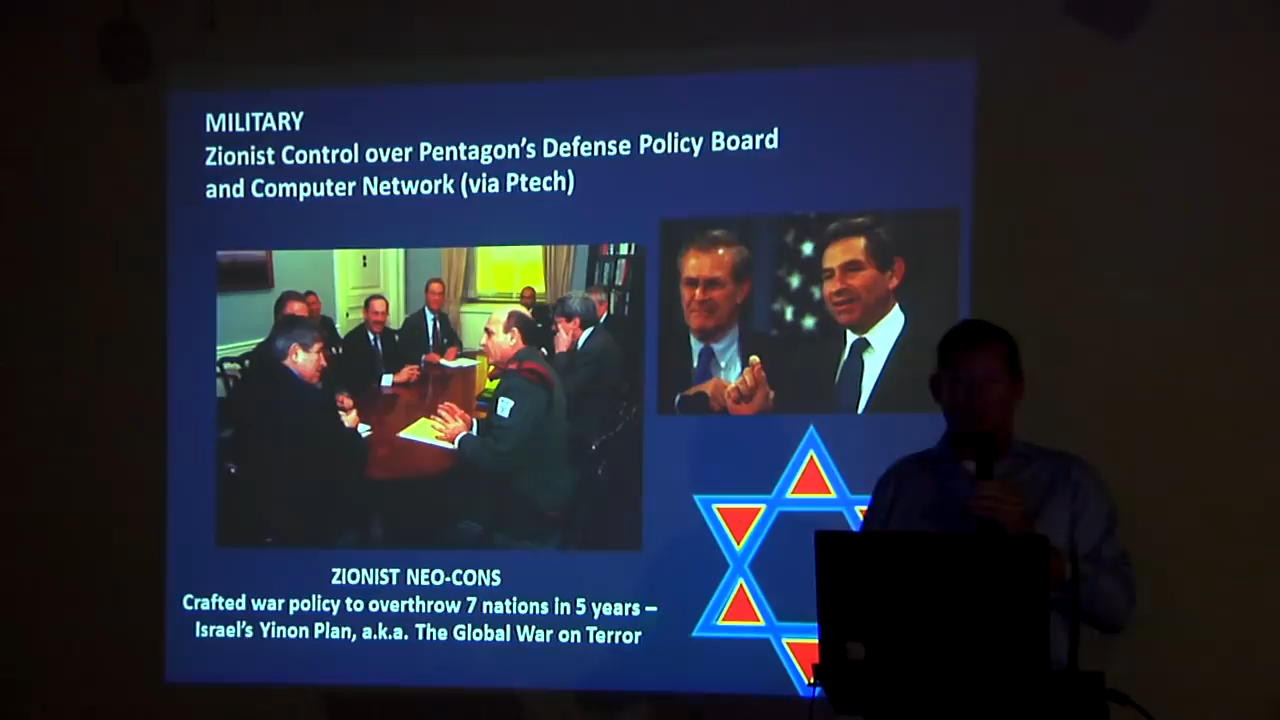 MILITARY
Zionist Control over Pentagon's Defense Policy Board
and Computer Network (via Ptech)
ZIONIST NEO-CONS
Crafted war policy to overthrow 7 nations in 5 years –
Israel's Yinon Plan, a.k.a. The Global War on Terror